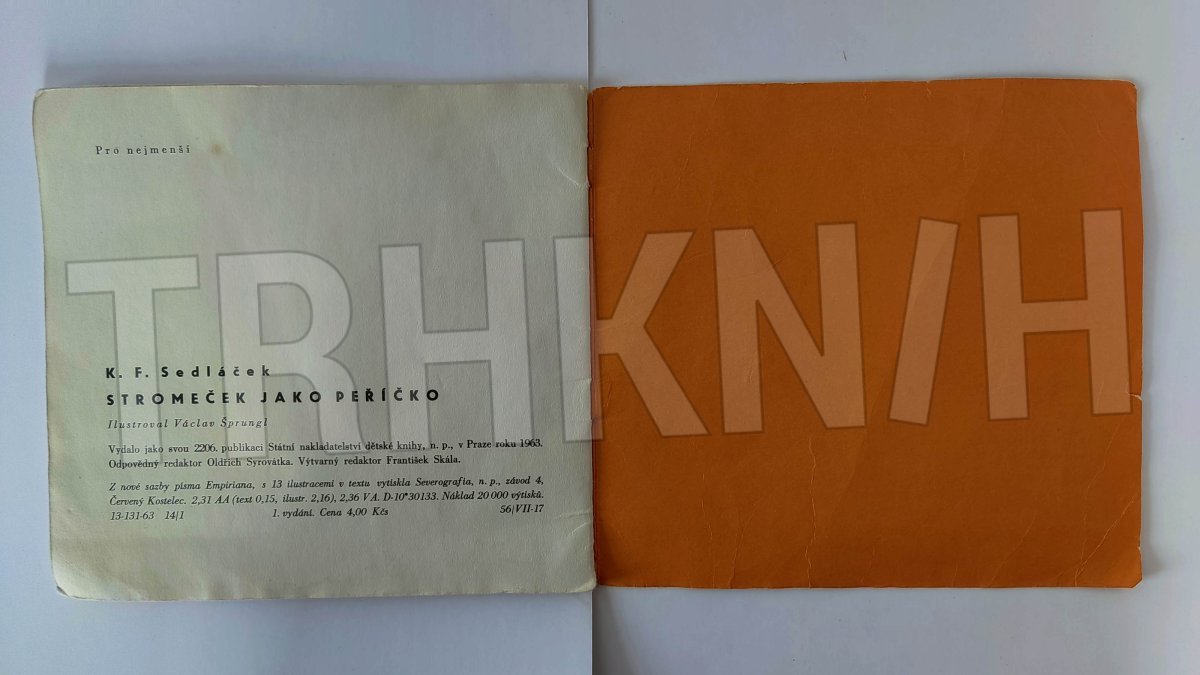 Pro nejmenší
TRHKNIH
K. F. Sedláček
STROMEČEK JAKO PEŘÍČKO
Ilustroval Václav Šprungl
Vydalo jako svou 2206. publikaci Státní nakladatelství dětské knihy, n. p., v Praze roku 1963.
Odpovědný redaktor Oldřich Syrovátka. Výtvarný redaktor František Skála.
Z nové sazby písma Empiriana, s 13 ilustracemi v textu vytiskla Severografia, n. p., závod 4,
Červený Kostelec. 2,31 AA (text 0,15, ilustr. 2,16), 2,36 VA. D-10*30133. Náklad 20 000 výtisků.
13-131-63 14/1 1. vydání. Cena 4,00 Kčs 56/VII-17